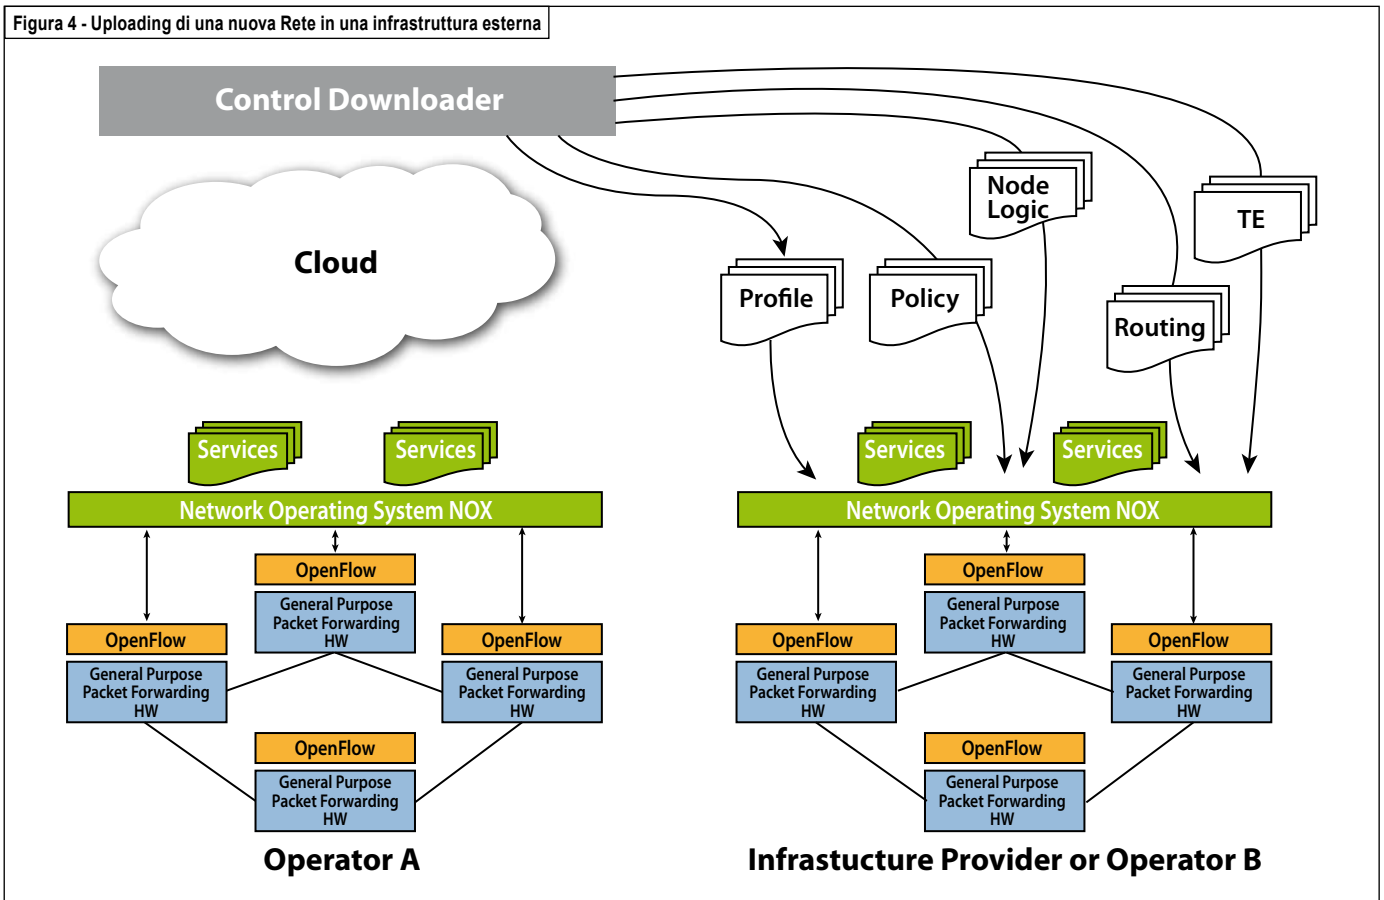 Figura 4 - Uploading di una nuova Rete in una infrastruttura esterna
Control Downloader
Cloud
Node
Logic
TE
Profile
Policy
Routing
Services
Services
Services
Services
Network Operating System NOX
Network Operating System NOX
OpenFlow
General Purpose
Packet Forwarding
HW
OpenFlow
General Purpose
Packet Forwarding
HW
OpenFlow
General Purpose
Packet Forwarding
HW
OpenFlow
General Purpose
Packet Forwarding
HW
OpenFlow
General Purpose
Packet Forwarding
HW
OpenFlow
General Purpose
Packet Forwarding
HW
OpenFlow
General Purpose
Packet Forwarding
HW
OpenFlow
General Purpose
Packet Forwarding
HW
Operator A
Infrastucture Provider or Operator B